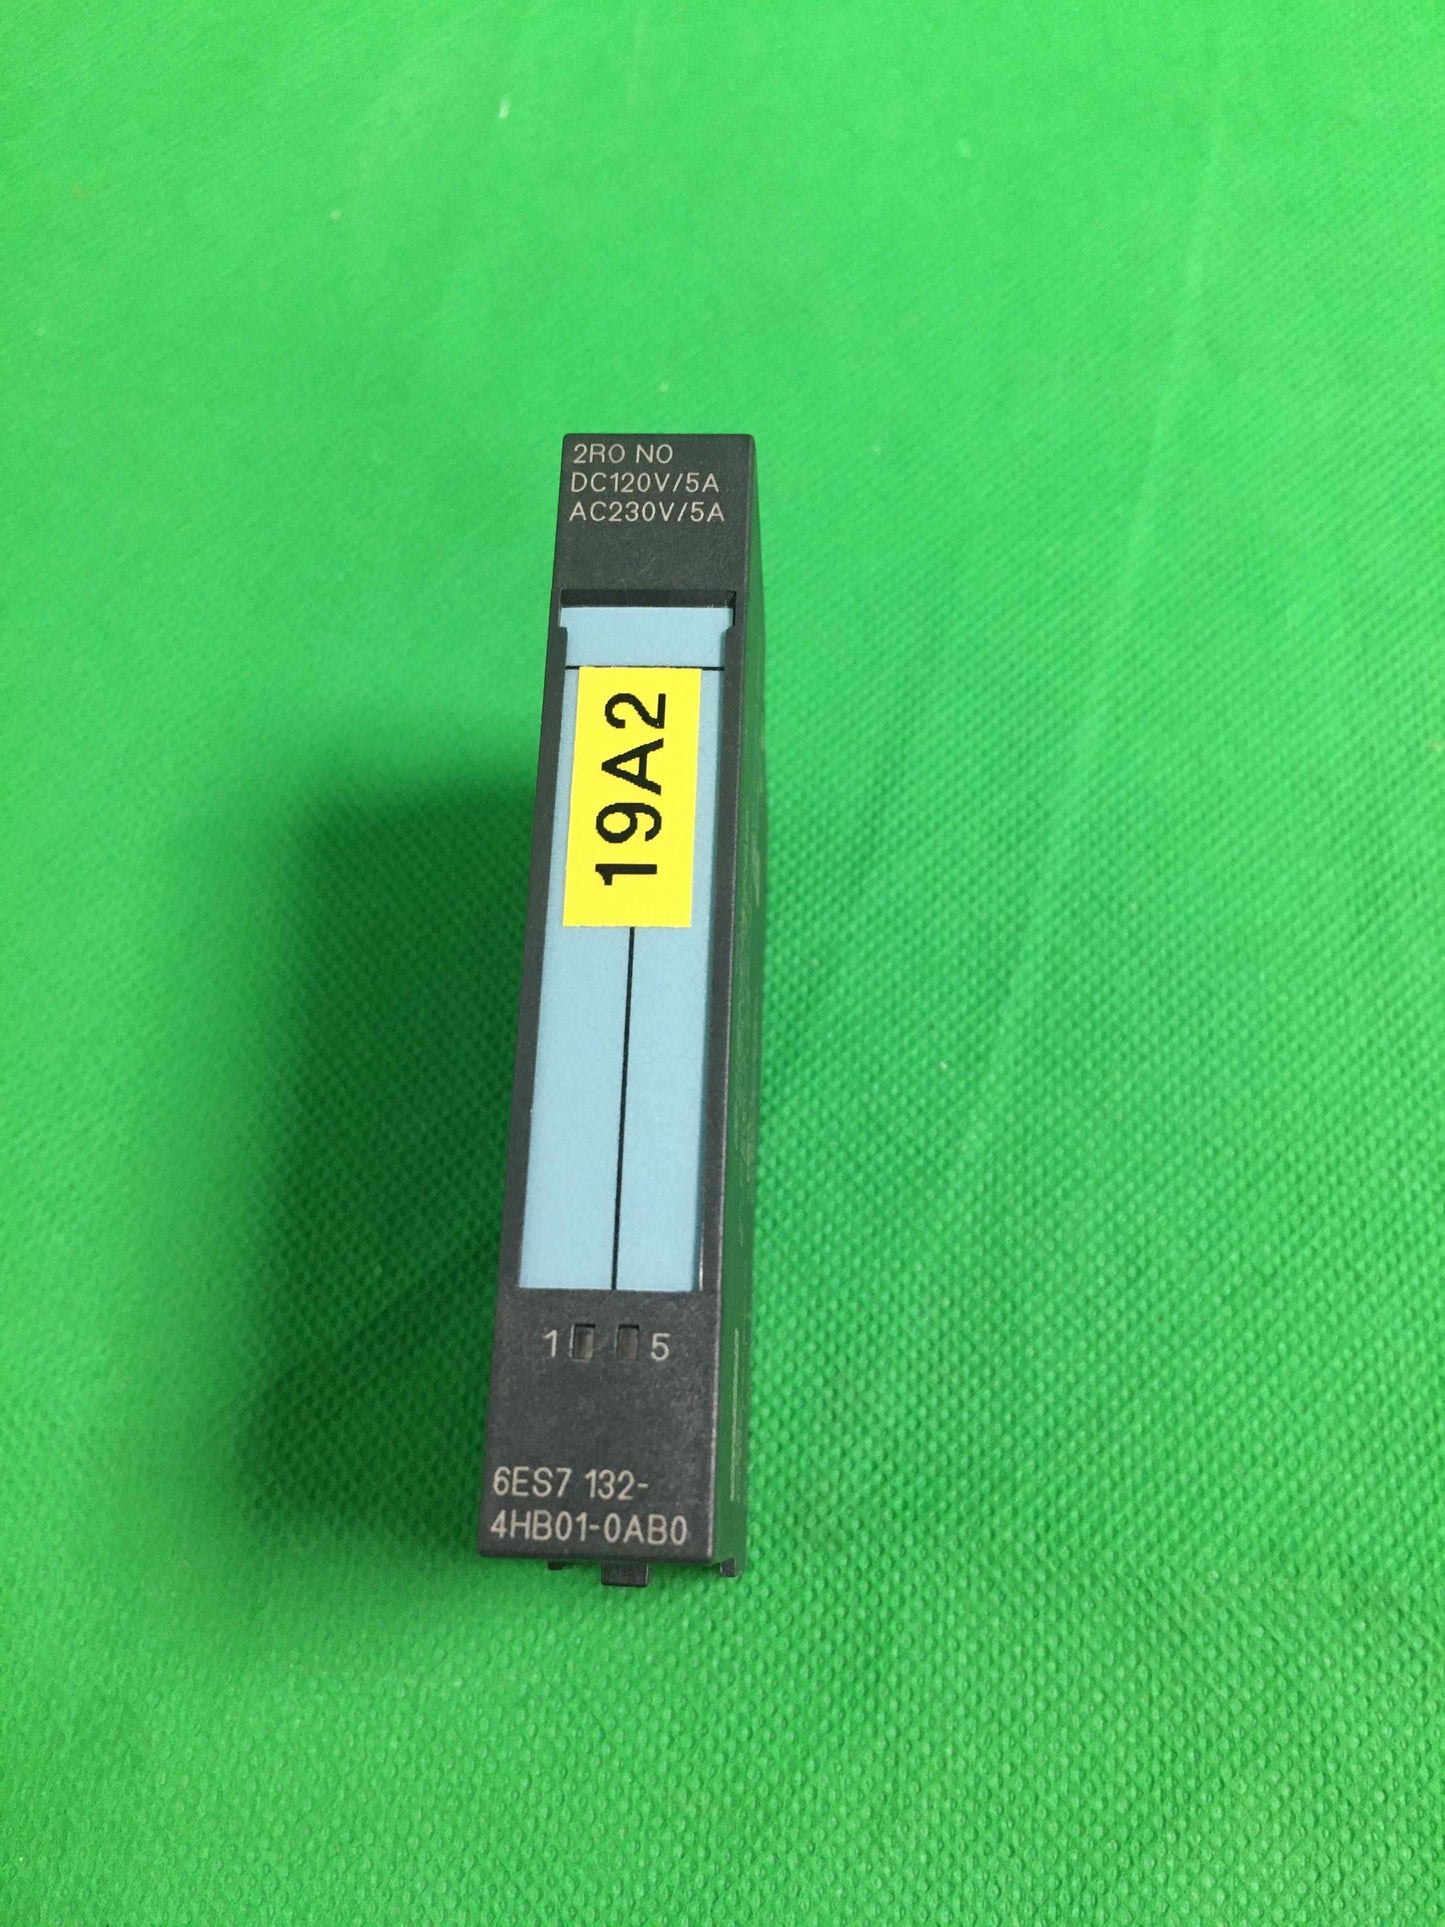 2RO NO
DC120V/5A
AC230V/5A
19A2
1 5
6ES7 132-
4HB01-0AB0